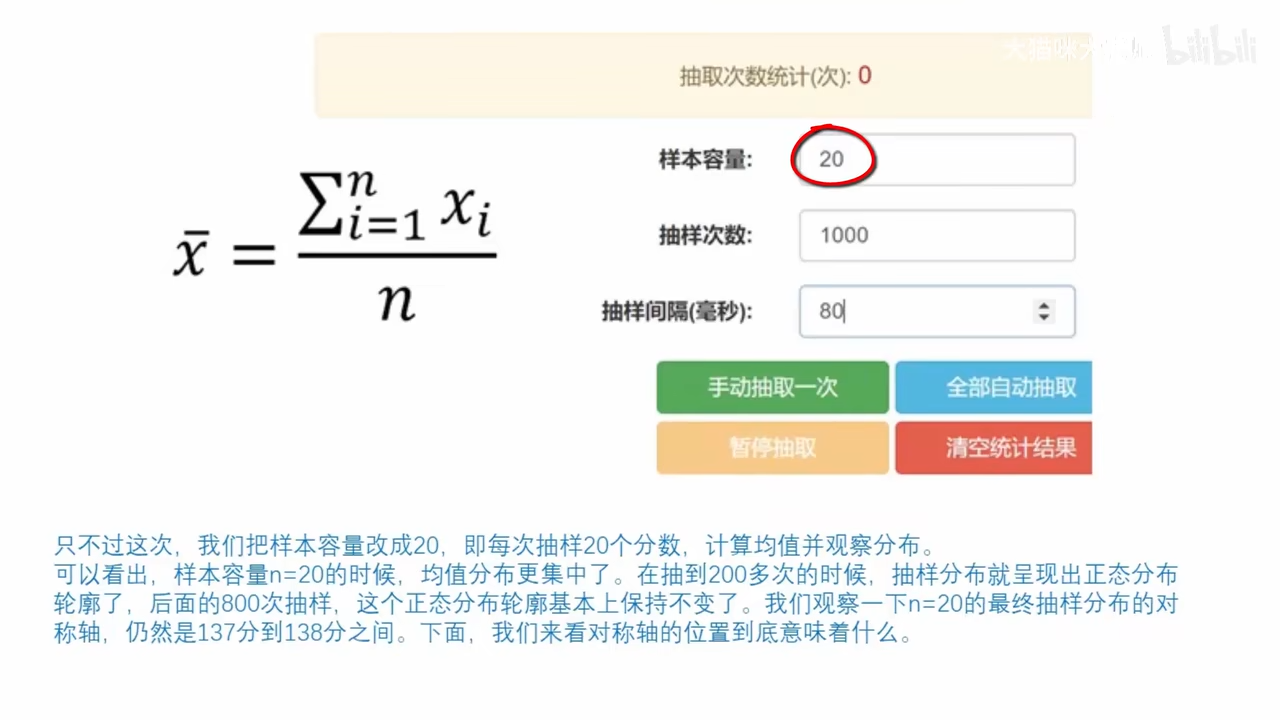 bilibili
抽取次数统计(次): 0
样本容量: 20
x̄ = ∑ⁿᵢ₌₁ xᵢ / n
抽样次数: 1000
抽样间隔(毫秒): 80
手动抽取一次 全部自动抽取
暂停抽取 清空统计结果
只不过这次，我们把样本容量改成20，即每次抽样20个分数，计算均值并观察分布。
可以看出，样本容量n=20的时候，均值分布更集中了。在抽到200多次的时候，抽样分布就呈现出正态分布
轮廓了，后面的800次抽样，这个正态分布轮廓基本上保持不变了。我们观察一下n=20的最终抽样分布的对
称轴，仍然是137分到138分之间。下面，我们来看对称轴的位置到底意味着什么。